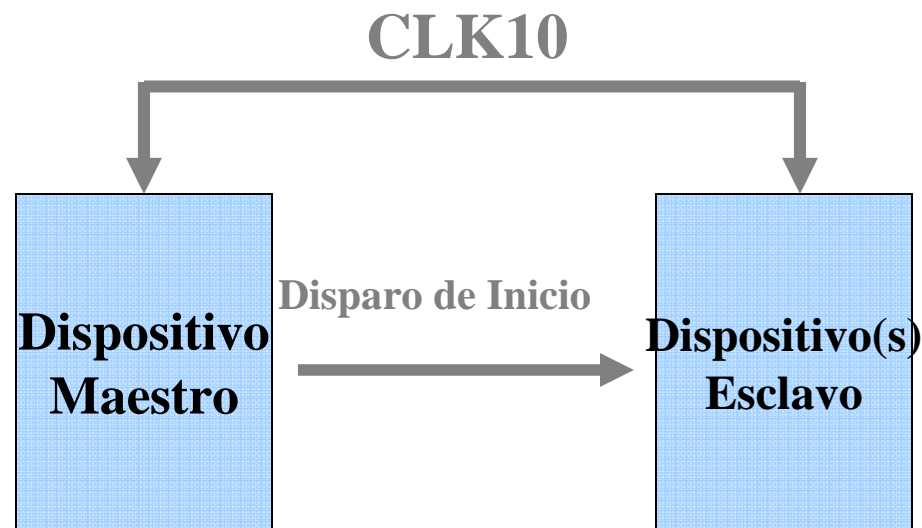 CLK10
Disparo de Inicio
Dispositivo
Maestro
Dispositivo(s)
Esclavo